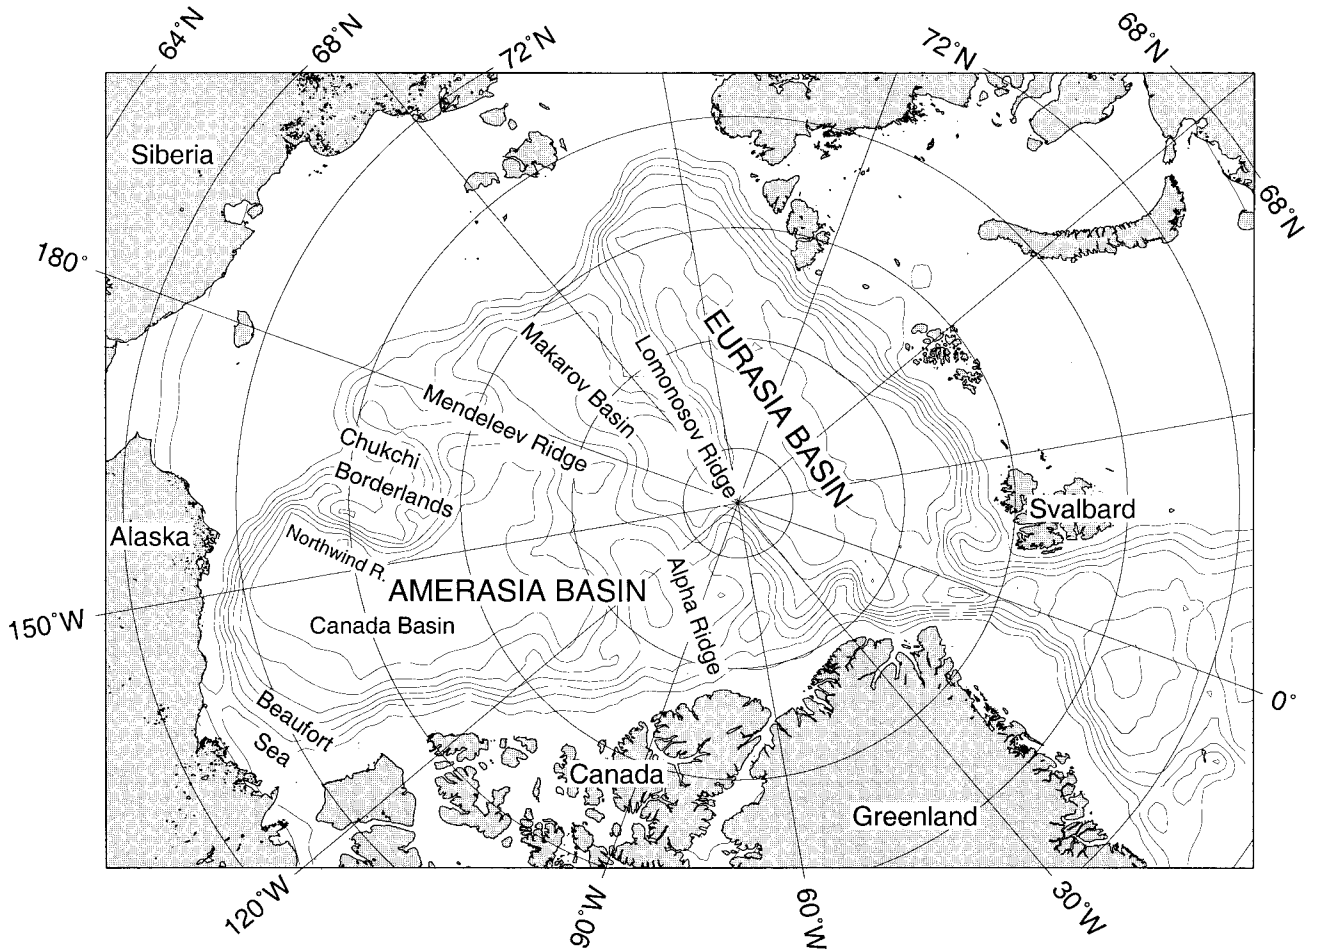 64°N
68°N
72°N
72°N
68°N
68°N
Siberia
180°
EURASIA BASIN
Makarov Basin
Lomonosov Ridge
Mendeleev Ridge
Chukchi
Borderlands
Northwind R.
Svalbard
Alaska
AMERASIA BASIN
Alpha Ridge
Canada Basin
150°W
Beaufort
Sea
0°
Canada
Greenland
120°W
90°W
60°W
30°W